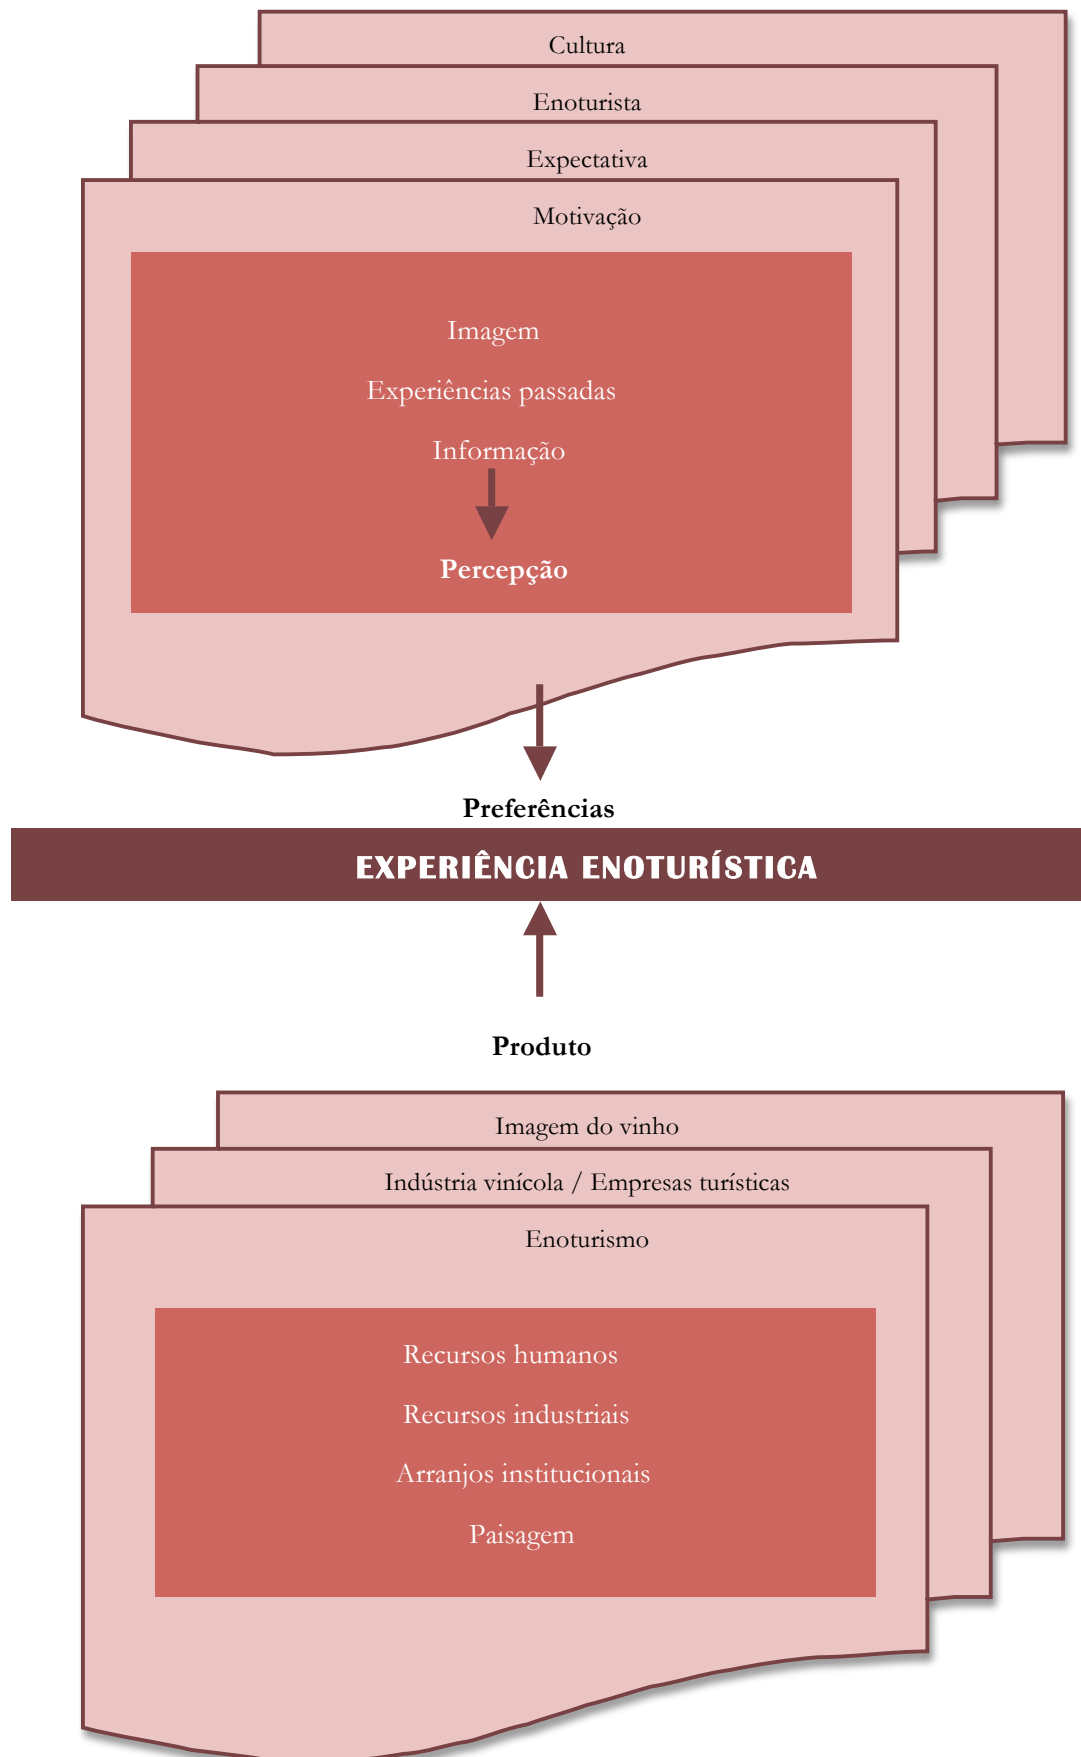 Cultura
Enoturista
Expectativa
Motivação
Imagem
Experiências passadas
Informação
Percepção
Preferências
EXPERIÊNCIA ENOTURÍSTICA
Produto
Imagem do vinho
Indústria vinícola / Empresas turísticas
Enoturismo
Recursos humanos
Recursos industriais
Arranjos institucionais
Paisagem